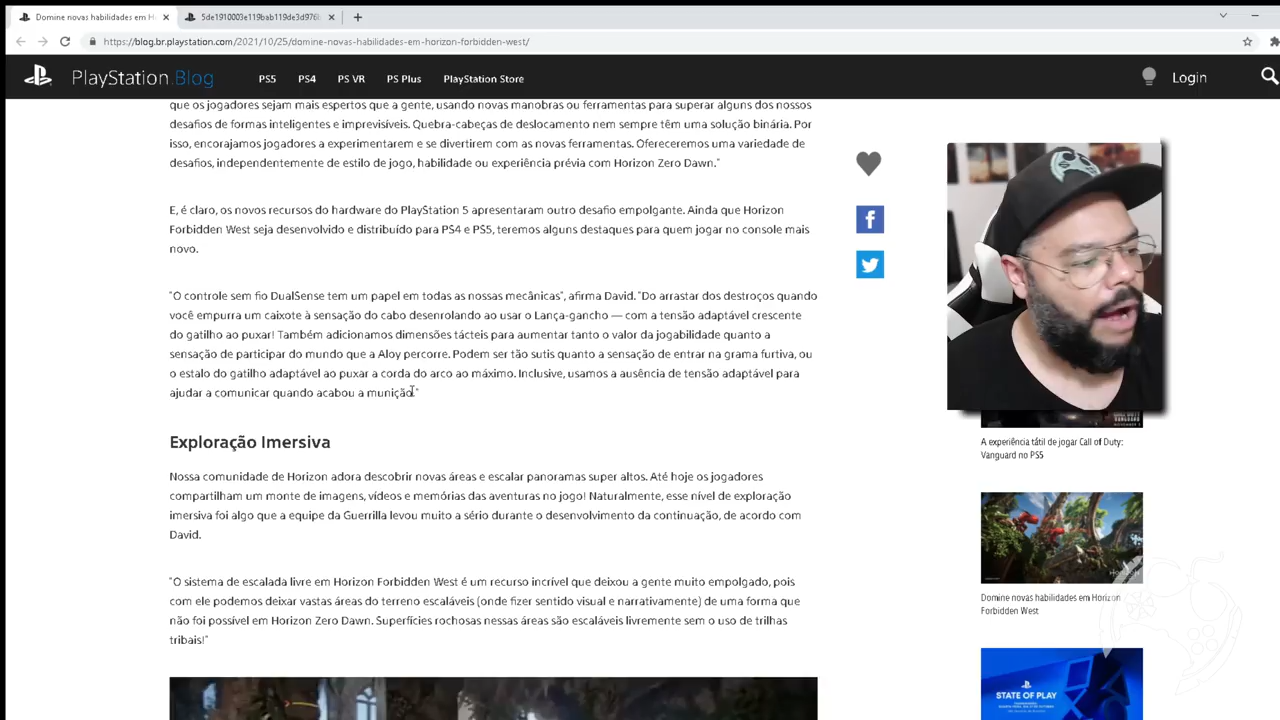 Domine novas habilidades em H
5de1910003e119bab119de3d976b
https://blog.br.playstation.com/2021/10/25/domine-novas-habilidades-em-horizon-forbidden-west/
PlayStation.Blog
PS5
PS4
PS VR
PS Plus
PlayStation Store
Login
que os jogadores sejam mais espertos que a gente, usando novas manobras ou ferramentas para superar alguns dos nossos
desafios de formas inteligentes e imprevisíveis. Quebra-cabeças de deslocamento nem sempre têm uma solução binária. Por
isso, encorajamos jogadores a experimentarem e se divertirem com as novas ferramentas. Ofereceremos uma variedade de
desafios, independentemente de estilo de jogo, habilidade ou experiência prévia com Horizon Zero Dawn."
E, é claro, os novos recursos do hardware do PlayStation 5 apresentaram outro desafio empolgante. Ainda que Horizon
Forbidden West seja desenvolvido e distribuído para PS4 e PS5, teremos alguns destaques para quem jogar no console mais
novo.
"O controle sem fio DualSense tem um papel em todas as nossas mecânicas", afirma David. "Do arrastar dos destroços quando
você empurra um caixote à sensação do cabo desenrolando ao usar o Lança-gancho — com a tensão adaptável crescente
do gatilho ao puxar! Também adicionamos dimensões tácteis para aumentar tanto o valor da jogabilidade quanto a
sensação de participar do mundo que a Aloy percorre. Podem ser tão sutis quanto a sensação de entrar na grama furtiva, ou
o estalo do gatilho adaptável ao puxar a corda do arco ao máximo. Inclusive, usamos a ausência de tensão adaptável para
ajudar a comunicar quando acabou a munição."
Exploração Imersiva
Nossa comunidade de Horizon adora descobrir novas áreas e escalar panoramas super altos. Até hoje os jogadores
compartilham um monte de imagens, vídeos e memórias das aventuras no jogo! Naturalmente, esse nível de exploração
imersiva foi algo que a equipe da Guerrilla levou muito a sério durante o desenvolvimento da continuação, de acordo com
David.
"O sistema de escalada livre em Horizon Forbidden West é um recurso incrível que deixou a gente muito empolgado, pois
com ele podemos deixar vastas áreas do terreno escaláveis (onde fizer sentido visual e narrativamente) de uma forma que
não foi possível em Horizon Zero Dawn. Superfícies rochosas nessas áreas são escaláveis livremente sem o uso de trilhas
tribais!"
A experiência tátil de jogar Call of Duty:
Vanguard no PS5
Domine novas habilidades em Horizon
Forbidden West
STATE OF PLAY